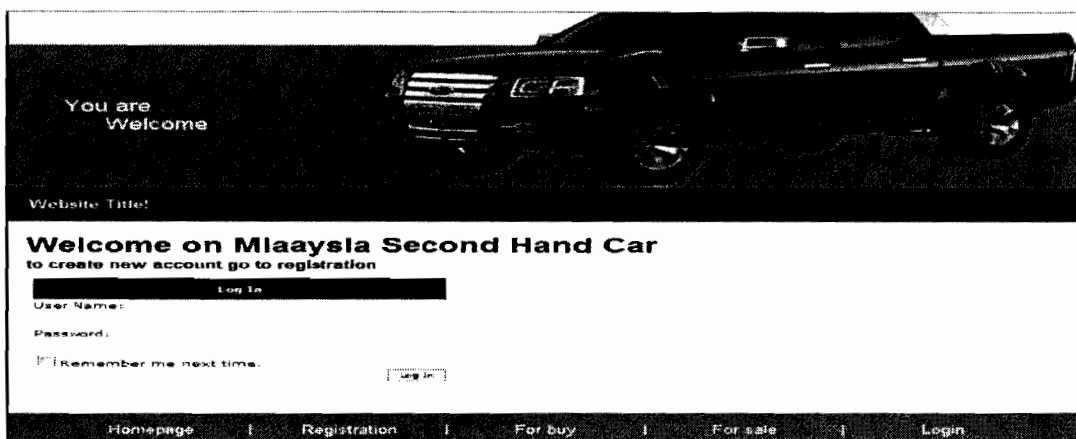 You are
Welcome
Website Title!
Welcome on Mlaaysia Second Hand Car
to create new account go to registration
Log In
User Name:
Password:
Remember me next time.
Log In
Homepage | Registration | For buy | For sale | Login